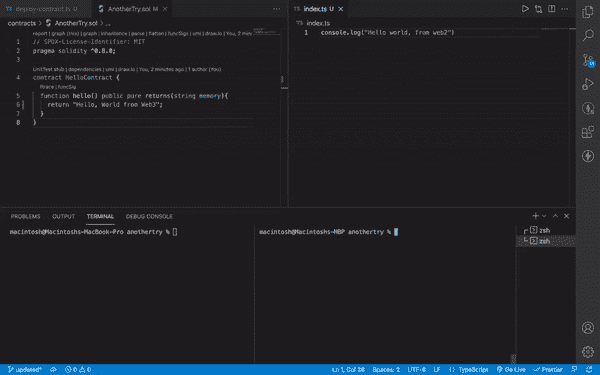 deploy-contract.ts U
AnotherTry.sol M
contracts > AnotherTry.sol > ...
report | graph (this) | graph | inheritance | parse | flatten | funcSigs | uml | draw.io | You, 2 minutes
1 // SPDX-License-Identifier: MIT
2 pragma solidity ^0.8.0;
3
UnitTest stub | dependencies | uml | draw.io | You, 2 minutes ago | 1 author (You)
4 contract HelloContract {
ftrace | funcSig
5 function hello() public pure returns(string memory){
6 return "Hello, World from Web3";
7 }
8 }
index.ts U
index.ts
1 console.log("Hello world, from web2")
PROBLEMS OUTPUT TERMINAL DEBUG CONSOLE
macintosh@Macintoshs-MacBook-Pro anothertry %
macintosh@Macintoshs-MBP anothertry %
zsh
zsh
updated*
0 0
Ln 1, Col 38 Spaces: 2 UTF-8 LF {} TypeScript Go Live Prettier